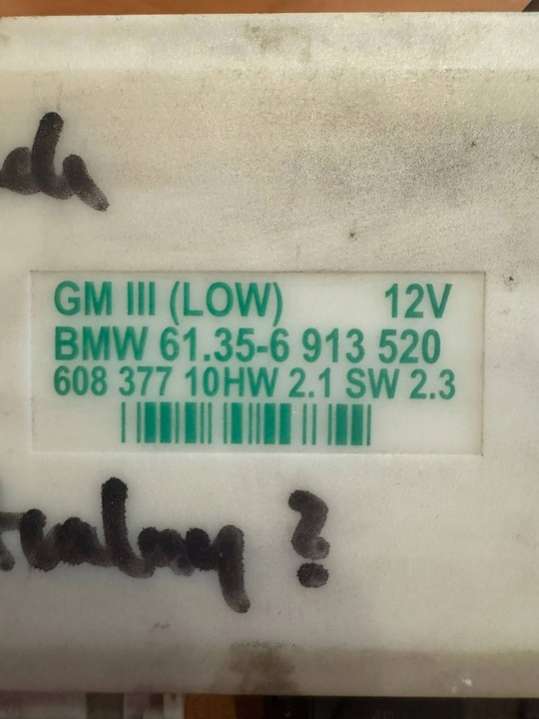 GM III (LOW) 12V
BMW 61.35-6 913 520
608 377 10HW 2.1 SW 2.3
?